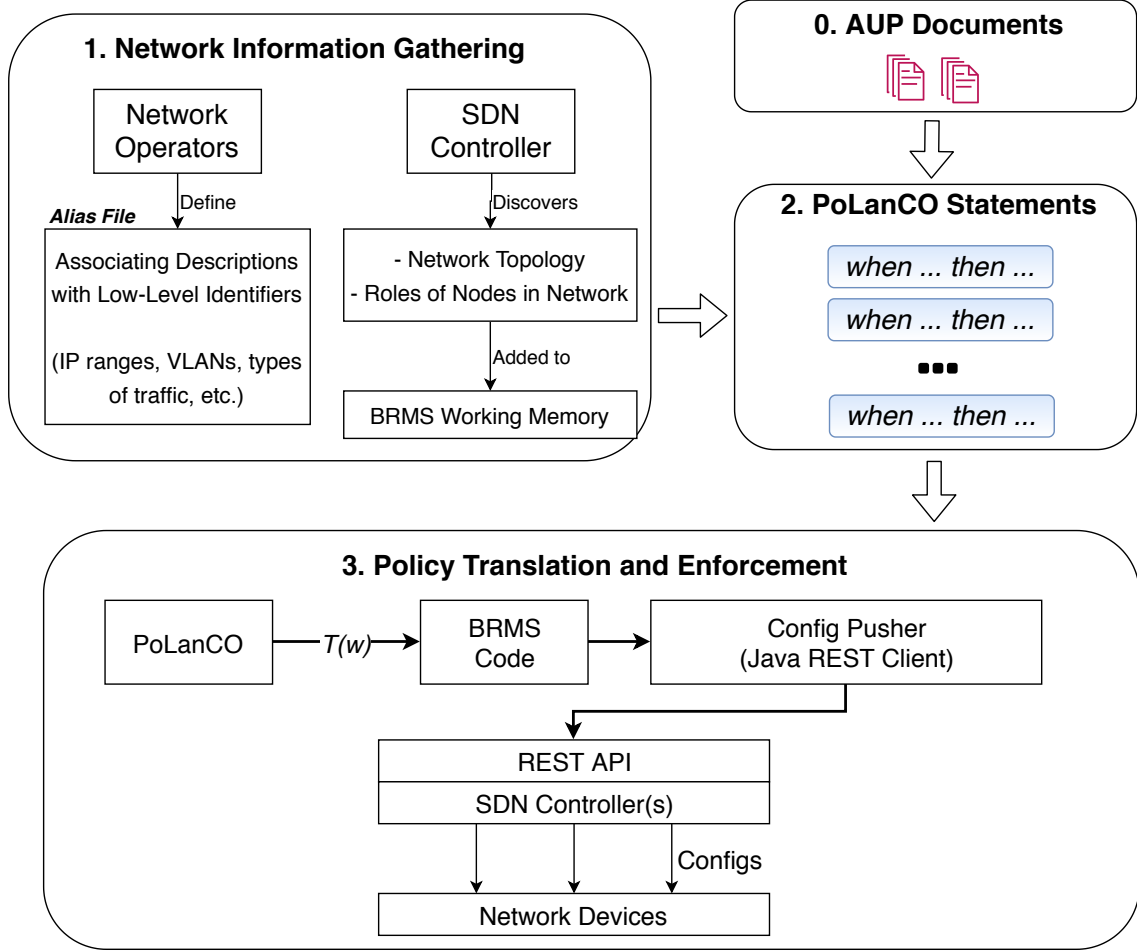 1. Network Information Gathering
Network
Operators
Define
Alias File
Associating Descriptions
with Low-Level Identifiers
(IP ranges, VLANs, types
of traffic, etc.)
SDN
Controller
Discovers
- Network Topology
- Roles of Nodes in Network
Added to
BRMS Working Memory
0. AUP Documents
2. PoLanCO Statements
when ... then ...
when ... then ...
when ... then ...
3. Policy Translation and Enforcement
PoLanCO
T(w)
BRMS
Code
Config Pusher
(Java REST Client)
REST API
SDN Controller(s)
Configs
Network Devices